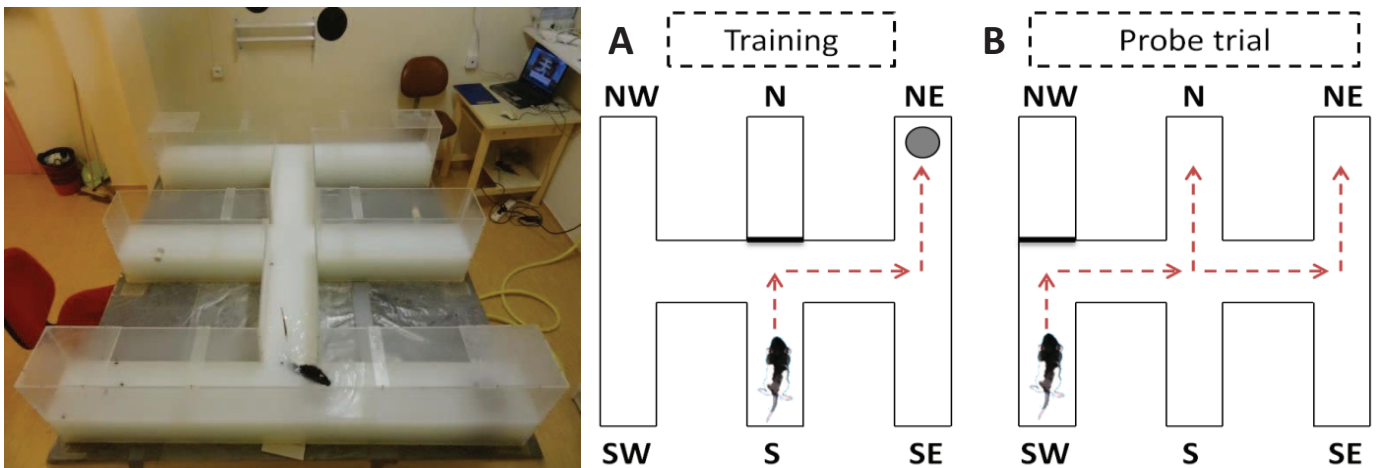 A Training
NW N NE
SW S SE
B Probe trial
NW N NE
SW S SE